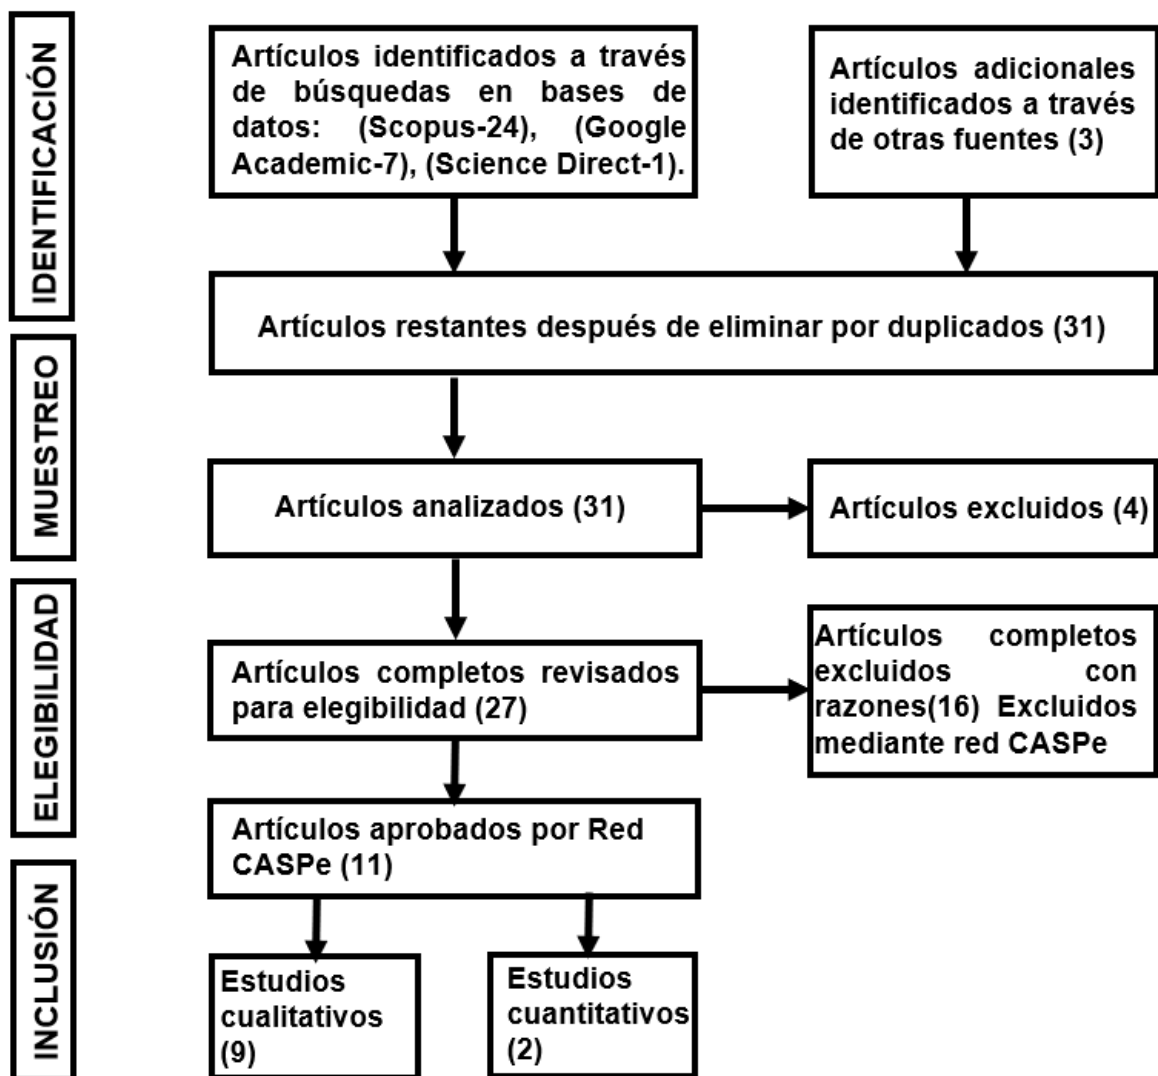 IDENTIFICACIÓN
Artículos identificados a través
de búsquedas en bases de
datos: (Scopus-24), (Google
Academic-7), (Science Direct-1).
Artículos adicionales
identificados a través
de otras fuentes (3)
Artículos restantes después de eliminar por duplicados (31)
MUESTREO
Artículos analizados (31)
Artículos excluidos (4)
ELEGIBILIDAD
Artículos completos revisados
para elegibilidad (27)
Artículos completos
excluidos con
razones(16) Excluidos
mediante red CASPe
Artículos aprobados por Red
CASPe (11)
INCLUSIÓN
Estudios
cualitativos
(9)
Estudios
cuantitativos
(2)